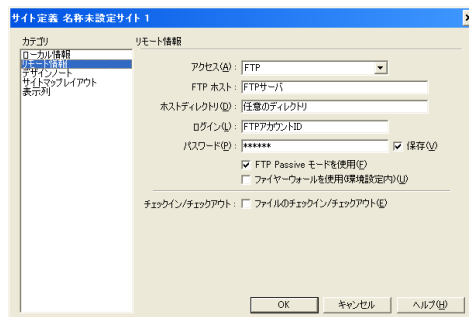 サイト定義 名称未設定サイト 1
カテゴリ
ローカル情報
リモート情報
デザインノート
サイトマップレイアウト
表示列
リモート情報
アクセス(A): FTP
FTP ホスト: FTPサーバ
ホストディレクトリ(D): 任意のディレクトリ
ログイン(L): FTPアカウントID
パスワード(P): ****** 保存(V)
FTP Passive モードを使用(F)
ファイヤーウォールを使用(環境設定内)(U)
チェックイン/チェックアウト: ファイルのチェックイン/チェックアウト(E)
OK キャンセル ヘルプ(H)